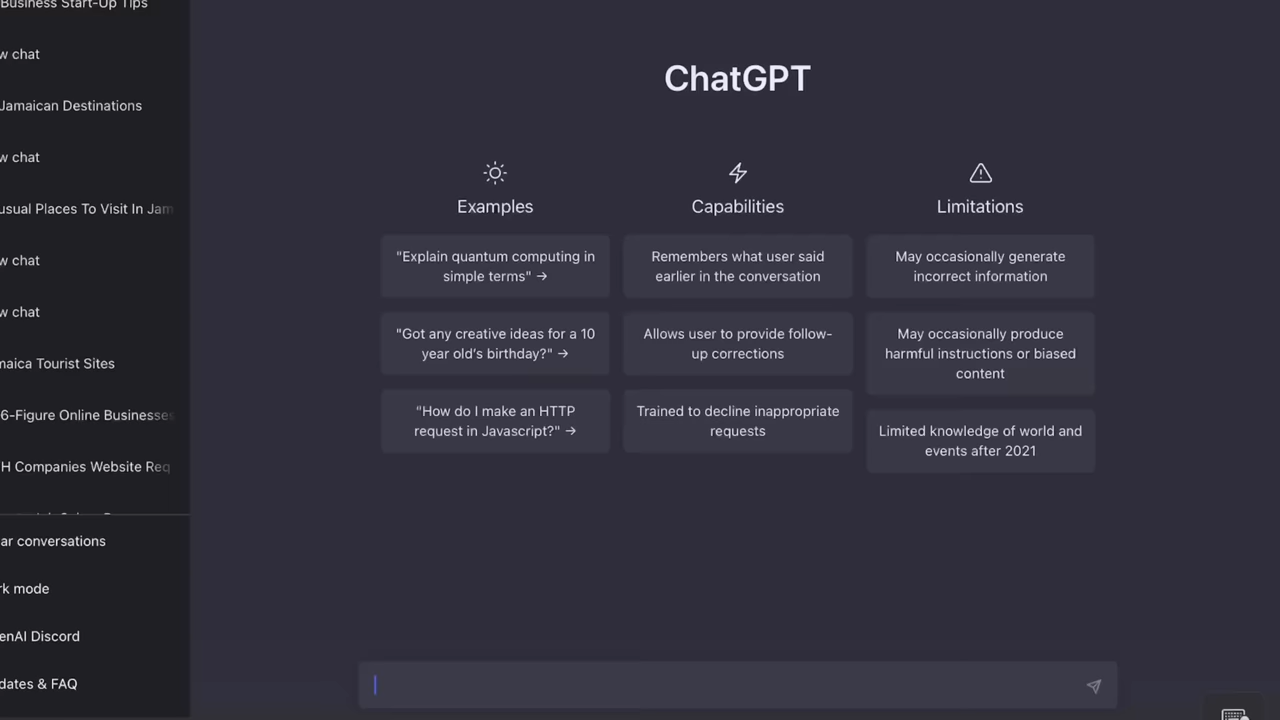 Business Start-Up Tips
w chat
Jamaican Destinations
w chat
usual Places To Visit In Jam
w chat
w chat
maica Tourist Sites
6-Figure Online Businesses
H Companies Website Req
ar conversations
rk mode
enAI Discord
dates & FAQ
ChatGPT
Examples
"Explain quantum computing in
simple terms" →
"Got any creative ideas for a 10
year old's birthday?" →
"How do I make an HTTP
request in Javascript?" →
Capabilities
Remembers what user said
earlier in the conversation
Allows user to provide follow-
up corrections
Trained to decline inappropriate
requests
Limitations
May occasionally generate
incorrect information
May occasionally produce
harmful instructions or biased
content
Limited knowledge of world and
events after 2021